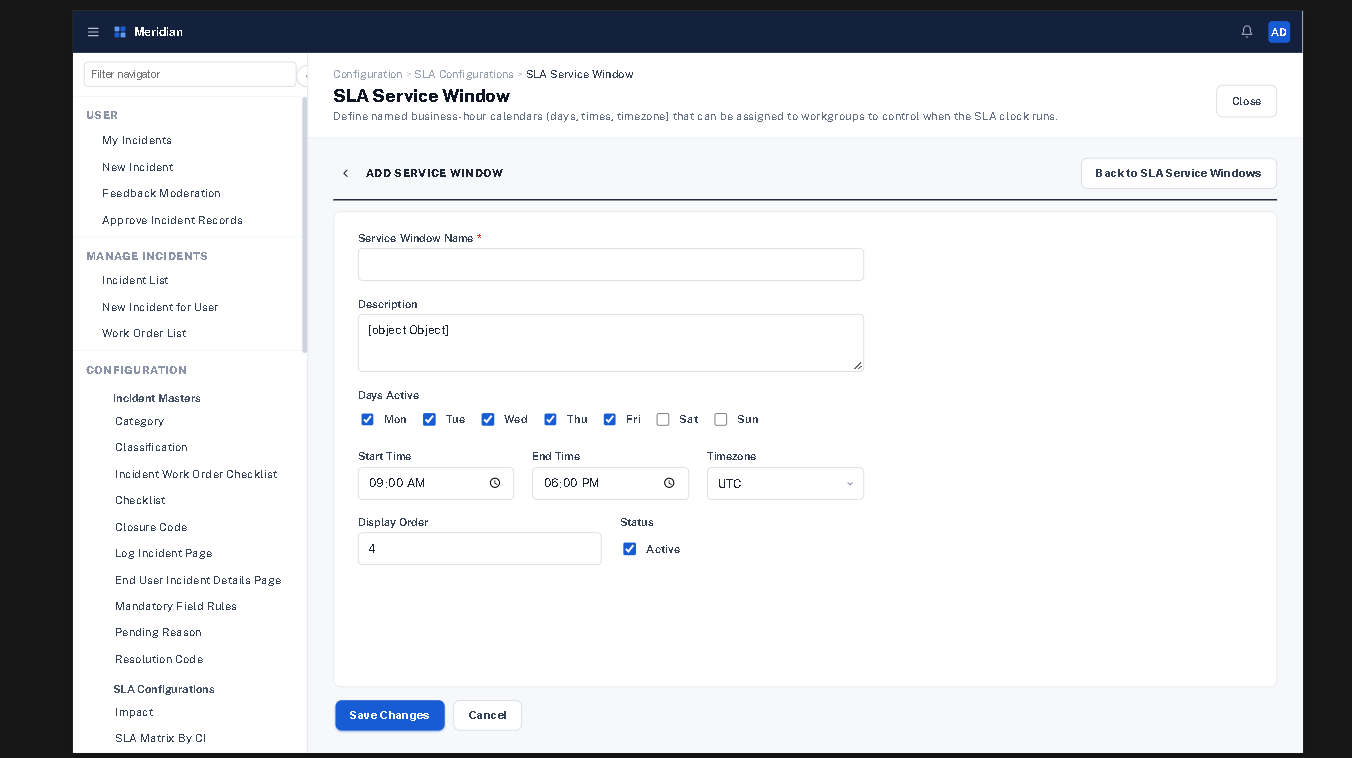 Meridian
AD
Filter navigator
USER
My Incidents
New Incident
Feedback Moderation
Approve Incident Records
MANAGE INCIDENTS
Incident List
New Incident for User
Work Order List
CONFIGURATION
Incident Masters
Category
Classification
Incident Work Order Checklist
Checklist
Closure Code
Log Incident Page
End User Incident Details Page
Mandatory Field Rules
Pending Reason
Resolution Code
SLA Configurations
Impact
SLA Matrix By CI
Configuration > SLA Configurations > SLA Service Window
SLA Service Window
Define named business-hour calendars (days, times, timezone) that can be assigned to workgroups to control when the SLA clock runs.
Close
ADD SERVICE WINDOW
Back to SLA Service Windows
Service Window Name *
Description
[object Object]
Days Active
Mon Tue Wed Thu Fri Sat Sun
Start Time End Time Timezone
09:00 AM 06:00 PM UTC
Display Order Status
4 Active
Save Changes Cancel